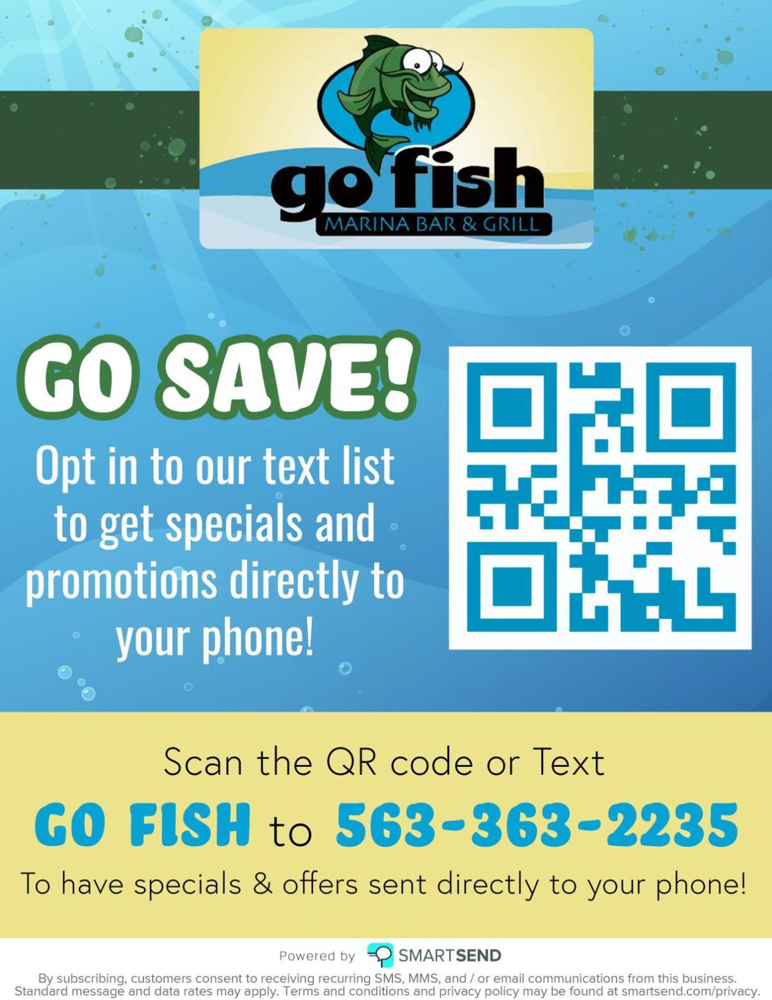 go fish
MARINA BAR & GRILL
GO SAVE!
Opt in to our text list
to get specials and
promotions directly to
your phone!
Scan the QR code or Text
GO FISH to 563-363-2235
To have specials & offers sent directly to your phone!
Powered by SMARTSEND
By subscribing, customers consent to receiving recurring SMS, MMS, and / or email communications from this business.
Standard message and data rates may apply. Terms and conditions and privacy policy may be found at smartsend.com/privacy.